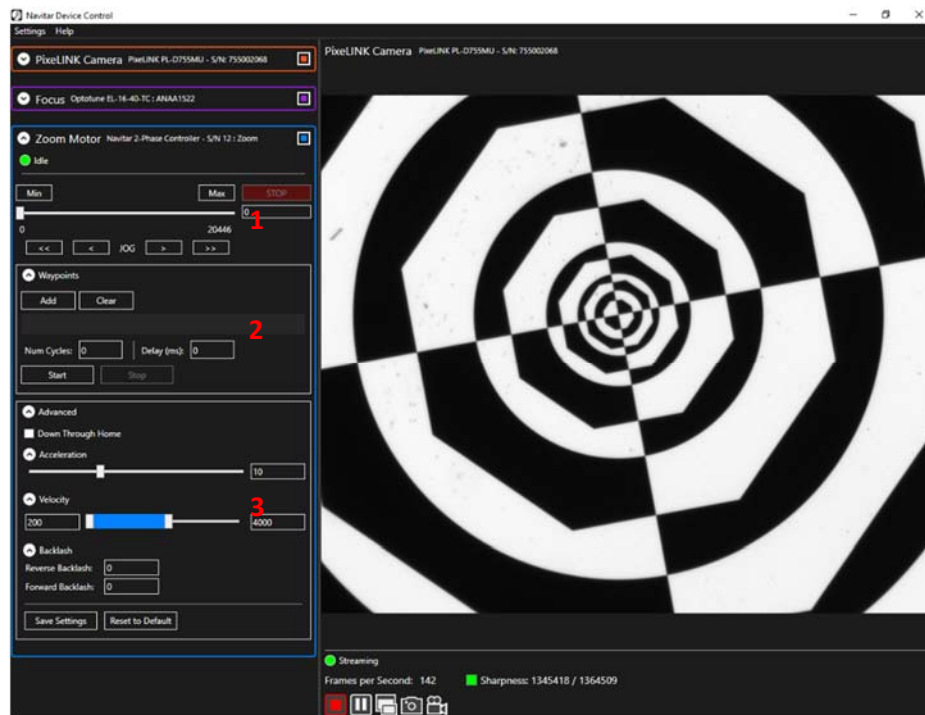 Navitar Device Control
Settings Help
PixeLINK Camera PixeLINK PL-D755MU - S/N: 755002068
Focus Optotune EL-16-40-TC : ANAA1522
Zoom Motor Navitar 2-Phase Controller - S/N 12 : Zoom
Idle
Min Max STOP
1 0
0 20446
<< < JOG > >>
Waypoints
Add Clear
2
Num Cycles: 0 Delay (ms): 0
Start Stop
Advanced
Down Through Home
Acceleration
10
Velocity 3
200 4000
Backlash
Reverse Backlash: 0
Forward Backlash: 0
Save Settings Reset to Default
PixeLINK Camera PixeLINK PL-D755MU - S/N: 755002068
Streaming
Frames per Second: 142 Sharpness: 1345418 / 1364509